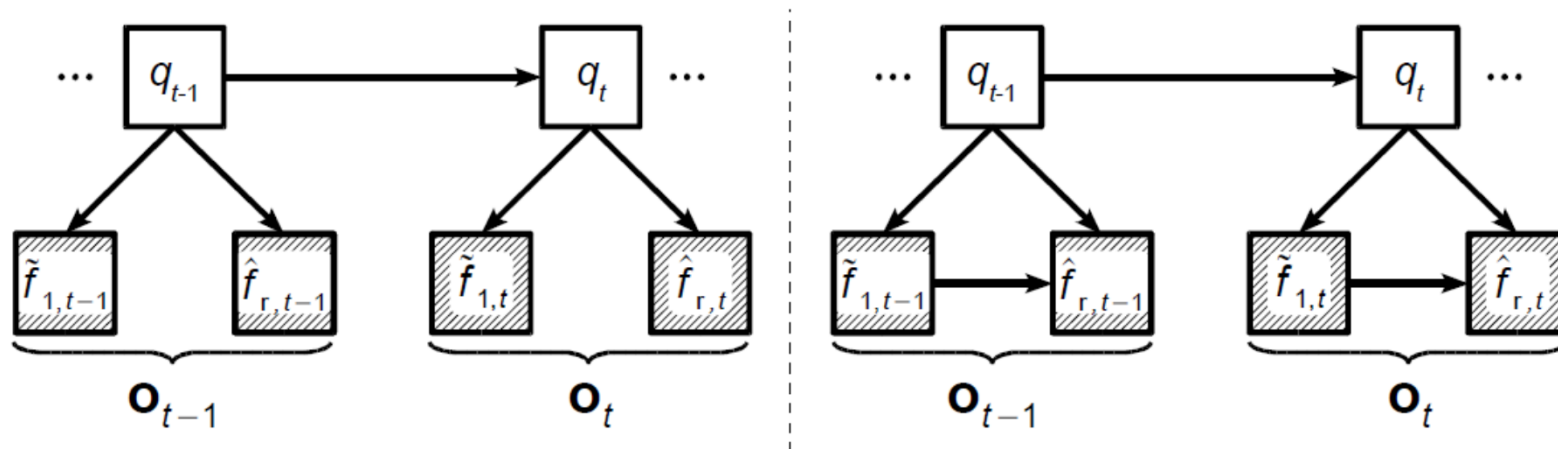 ... q_{t-1} q_t ... ... q_{t-1} q_t ...
f̃_{1,t−1} f̂_{r,t−1} f̃_{1,t} f̂_{r,t} f̃_{1,t−1} f̂_{r,t−1} f̃_{1,t} f̂_{r,t}
O_{t−1} O_t O_{t−1} O_t